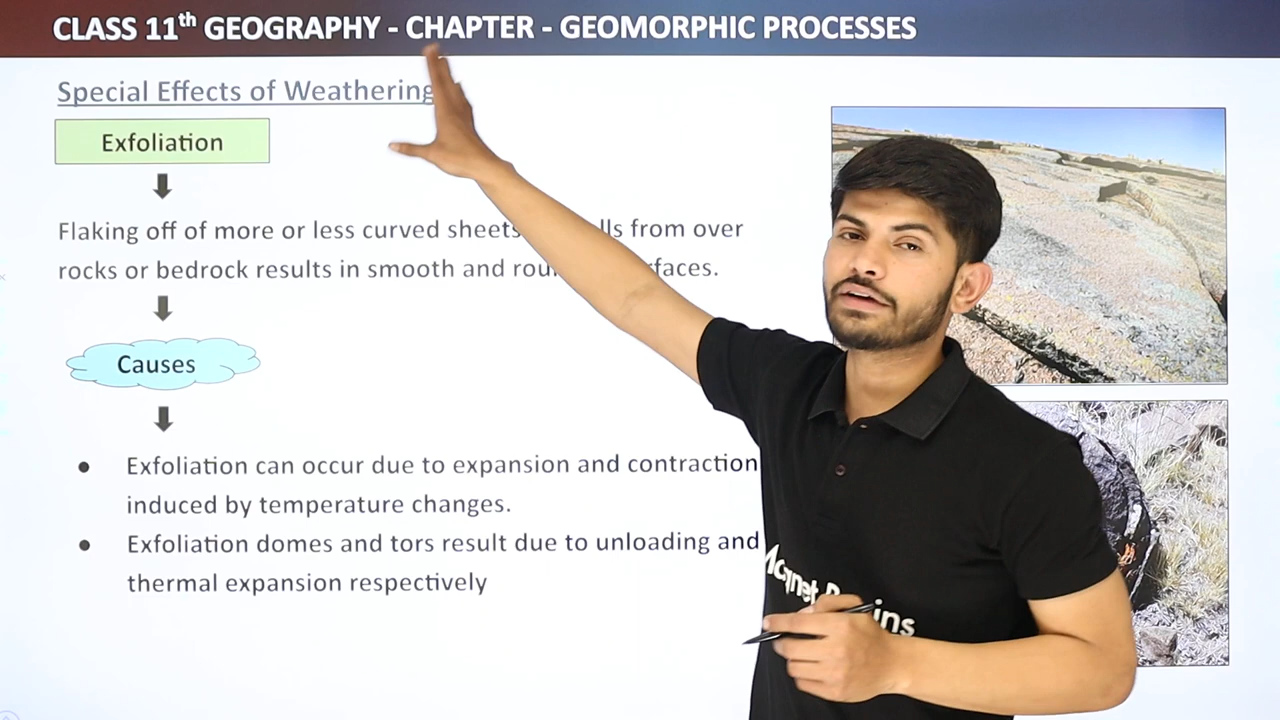 CLASS 11th GEOGRAPHY - CHAPTER - GEOMORPHIC PROCESSES
Special Effects of Weathering
Exfoliation
Flaking off of more or less curved sheets lls from over
rocks or bedrock results in smooth and rou faces.
Causes
● Exfoliation can occur due to expansion and contraction
induced by temperature changes.
● Exfoliation domes and tors result due to unloading and
thermal expansion respectively
Magnet Brains